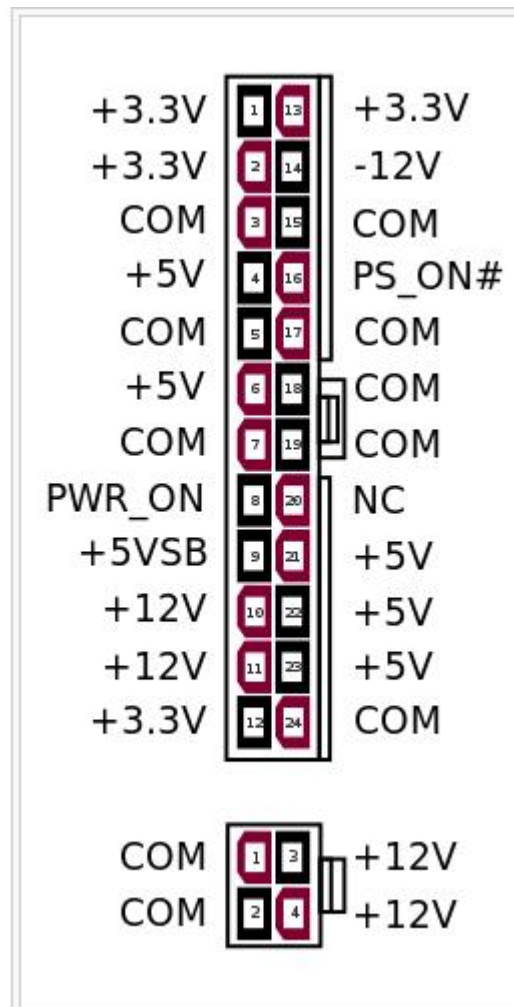 +3.3V 1 13 +3.3V
+3.3V 2 14 -12V
COM 3 15 COM
+5V 4 16 PS_ON#
COM 5 17 COM
+5V 6 18 COM
COM 7 19 COM
PWR_ON 8 20 NC
+5VSB 9 21 +5V
+12V 10 22 +5V
+12V 11 23 +5V
+3.3V 12 24 COM
COM 1 3 +12V
COM 2 4 +12V